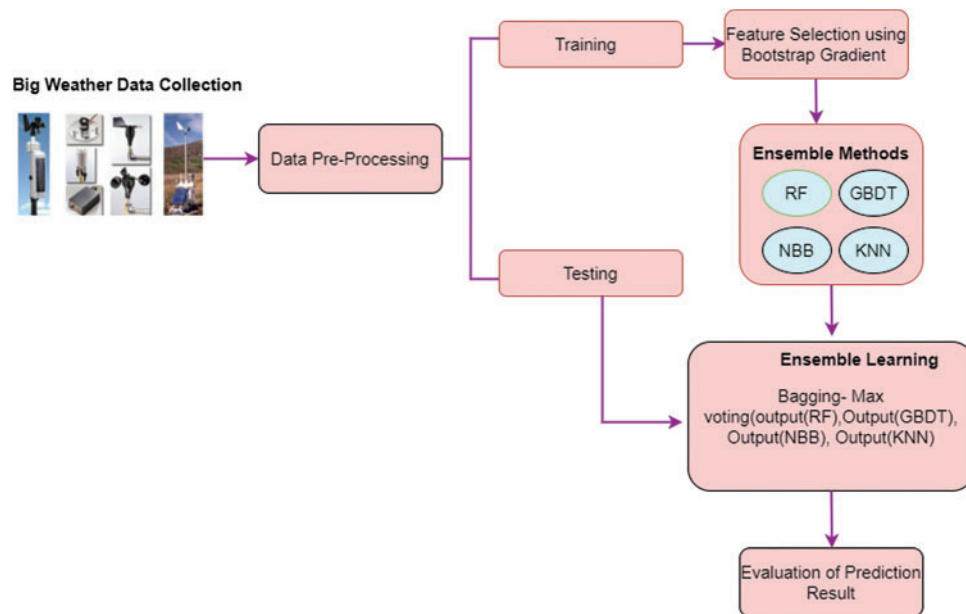 Big Weather Data Collection
Data Pre-Processing
Training
Feature Selection using
Bootstrap Gradient
Ensemble Methods
RF
GBDT
NBB
KNN
Testing
Ensemble Learning
Bagging- Max
voting(output(RF),Output(GBDT),
Output(NBB), Output(KNN)
Evaluation of Prediction
Result